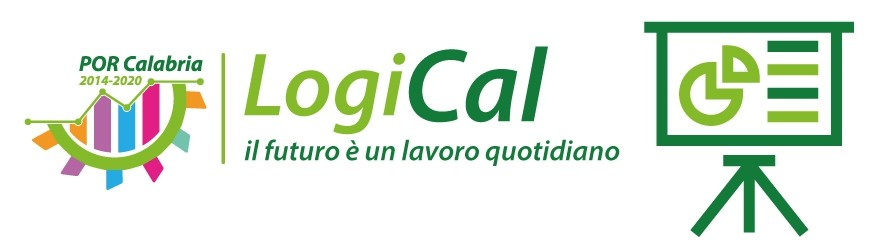 POR Calabria
2014-2020
LogiCal
il futuro è un lavoro quotidiano